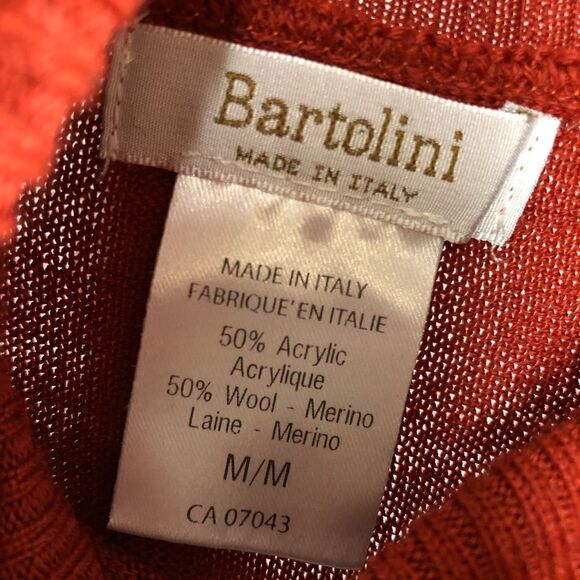 Bartolini
MADE IN ITALY
MADE IN ITALY
FABRIQUE'EN ITALIE
50% Acrylic
Acrylique
50% Wool - Merino
Laine - Merino
M/M
CA 07043